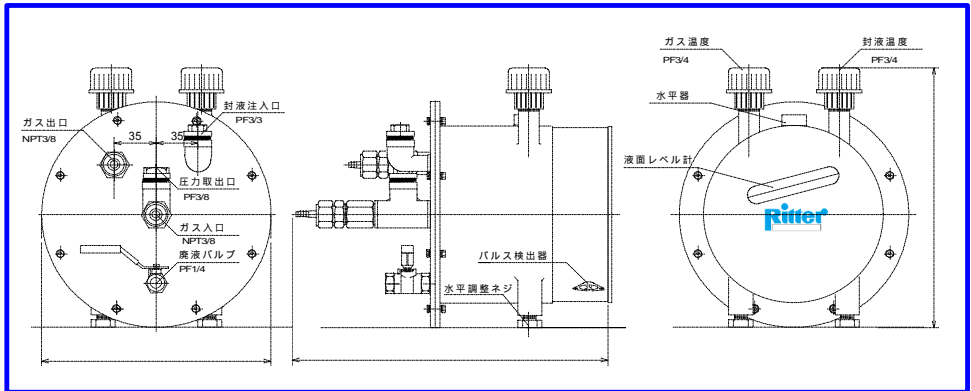 ガス出口
NPT3/8
35
35
封液注入口
PF3/3
圧力取出口
PF3/8
ガス入口
NPT3/8
廃液バルブ
PF1/4
パルス検出器
水平調整ネジ
ガス温度
PF3/4
封液温度
PF3/4
水平器
液面レベル計
Ritter